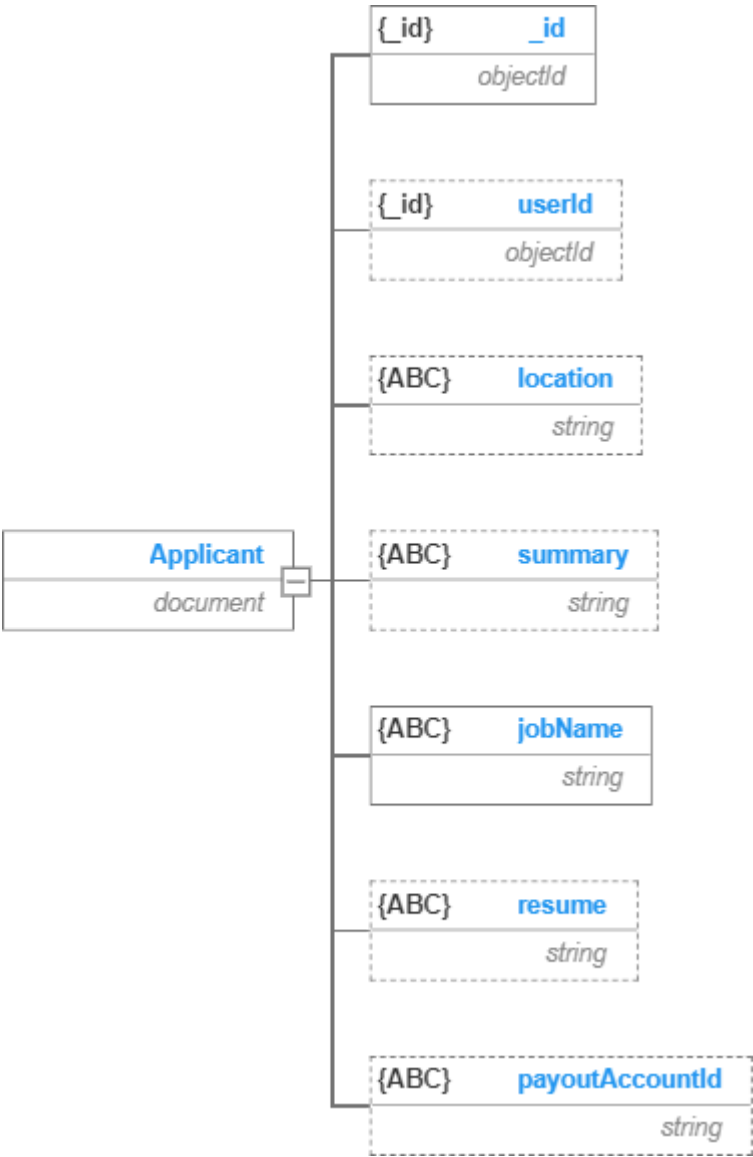 {_id} _id
objectId
{_id} userId
objectId
{ABC} location
string
Applicant
document
{ABC} summary
string
{ABC} jobName
string
{ABC} resume
string
{ABC} payoutAccountId
string